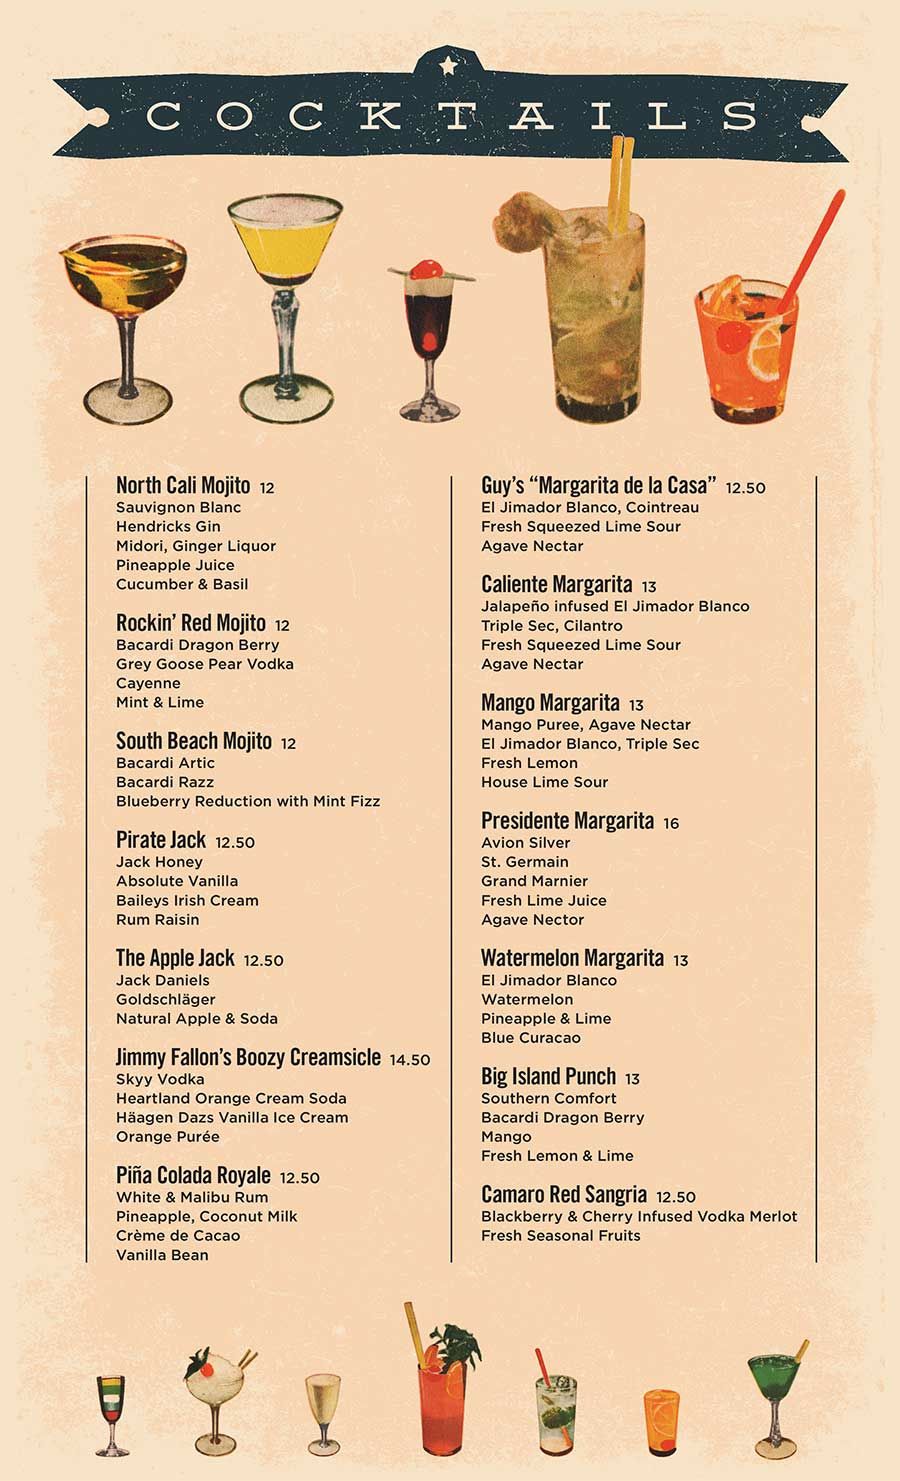 COCKTAILS
North Cali Mojito 12
Sauvignon Blanc
Hendricks Gin
Midori, Ginger Liquor
Pineapple Juice
Cucumber & Basil
Rockin' Red Mojito 12
Bacardi Dragon Berry
Grey Goose Pear Vodka
Cayenne
Mint & Lime
South Beach Mojito 12
Bacardi Artic
Bacardi Razz
Blueberry Reduction with Mint Fizz
Pirate Jack 12.50
Jack Honey
Absolute Vanilla
Baileys Irish Cream
Rum Raisin
The Apple Jack 12.50
Jack Daniels
Goldschläger
Natural Apple & Soda
Jimmy Fallon's Boozy Creamsicle 14.50
Skyy Vodka
Heartland Orange Cream Soda
Häagen Dazs Vanilla Ice Cream
Orange Purée
Piña Colada Royale 12.50
White & Malibu Rum
Pineapple, Coconut Milk
Crème de Cacao
Vanilla Bean
Guy's “Margarita de la Casa” 12.50
El Jimador Blanco, Cointreau
Fresh Squeezed Lime Sour
Agave Nectar
Caliente Margarita 13
Jalapeño infused El Jimador Blanco
Triple Sec, Cilantro
Fresh Squeezed Lime Sour
Agave Nectar
Mango Margarita 13
Mango Puree, Agave Nectar
El Jimador Blanco, Triple Sec
Fresh Lemon
House Lime Sour
Presidente Margarita 16
Avion Silver
St. Germain
Grand Marnier
Fresh Lime Juice
Agave Nector
Watermelon Margarita 13
El Jimador Blanco
Watermelon
Pineapple & Lime
Blue Curacao
Big Island Punch 13
Southern Comfort
Bacardi Dragon Berry
Mango
Fresh Lemon & Lime
Camaro Red Sangria 12.50
Blackberry & Cherry Infused Vodka Merlot
Fresh Seasonal Fruits